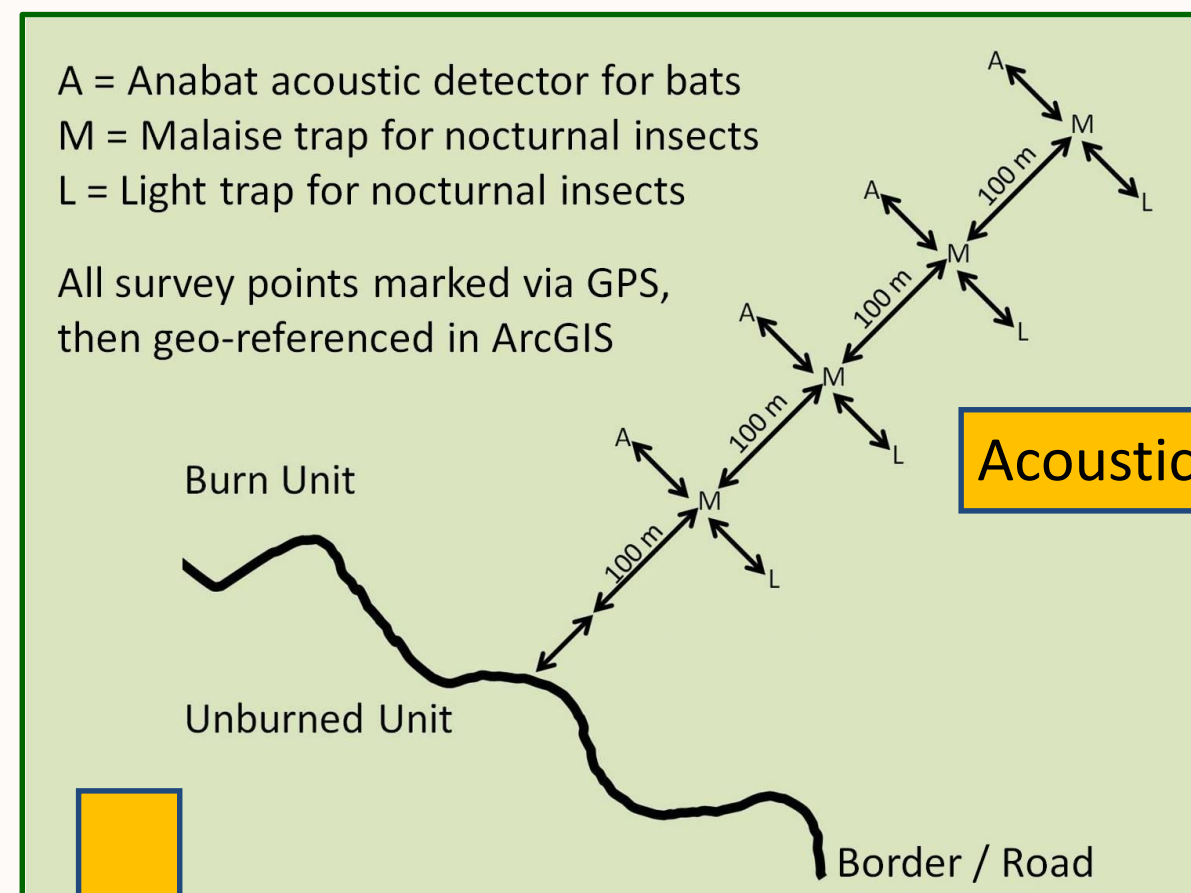 A = Anabat acoustic detector for bats
M = Malaise trap for nocturnal insects
L = Light trap for nocturnal insects
All survey points marked via GPS,
then geo-referenced in ArcGIS
A
M
100 m
L
A
M
100 m
L
A
M
100 m
L
A
M
100 m
L
Acoustic
Burn Unit
Unburned Unit
Border / Road